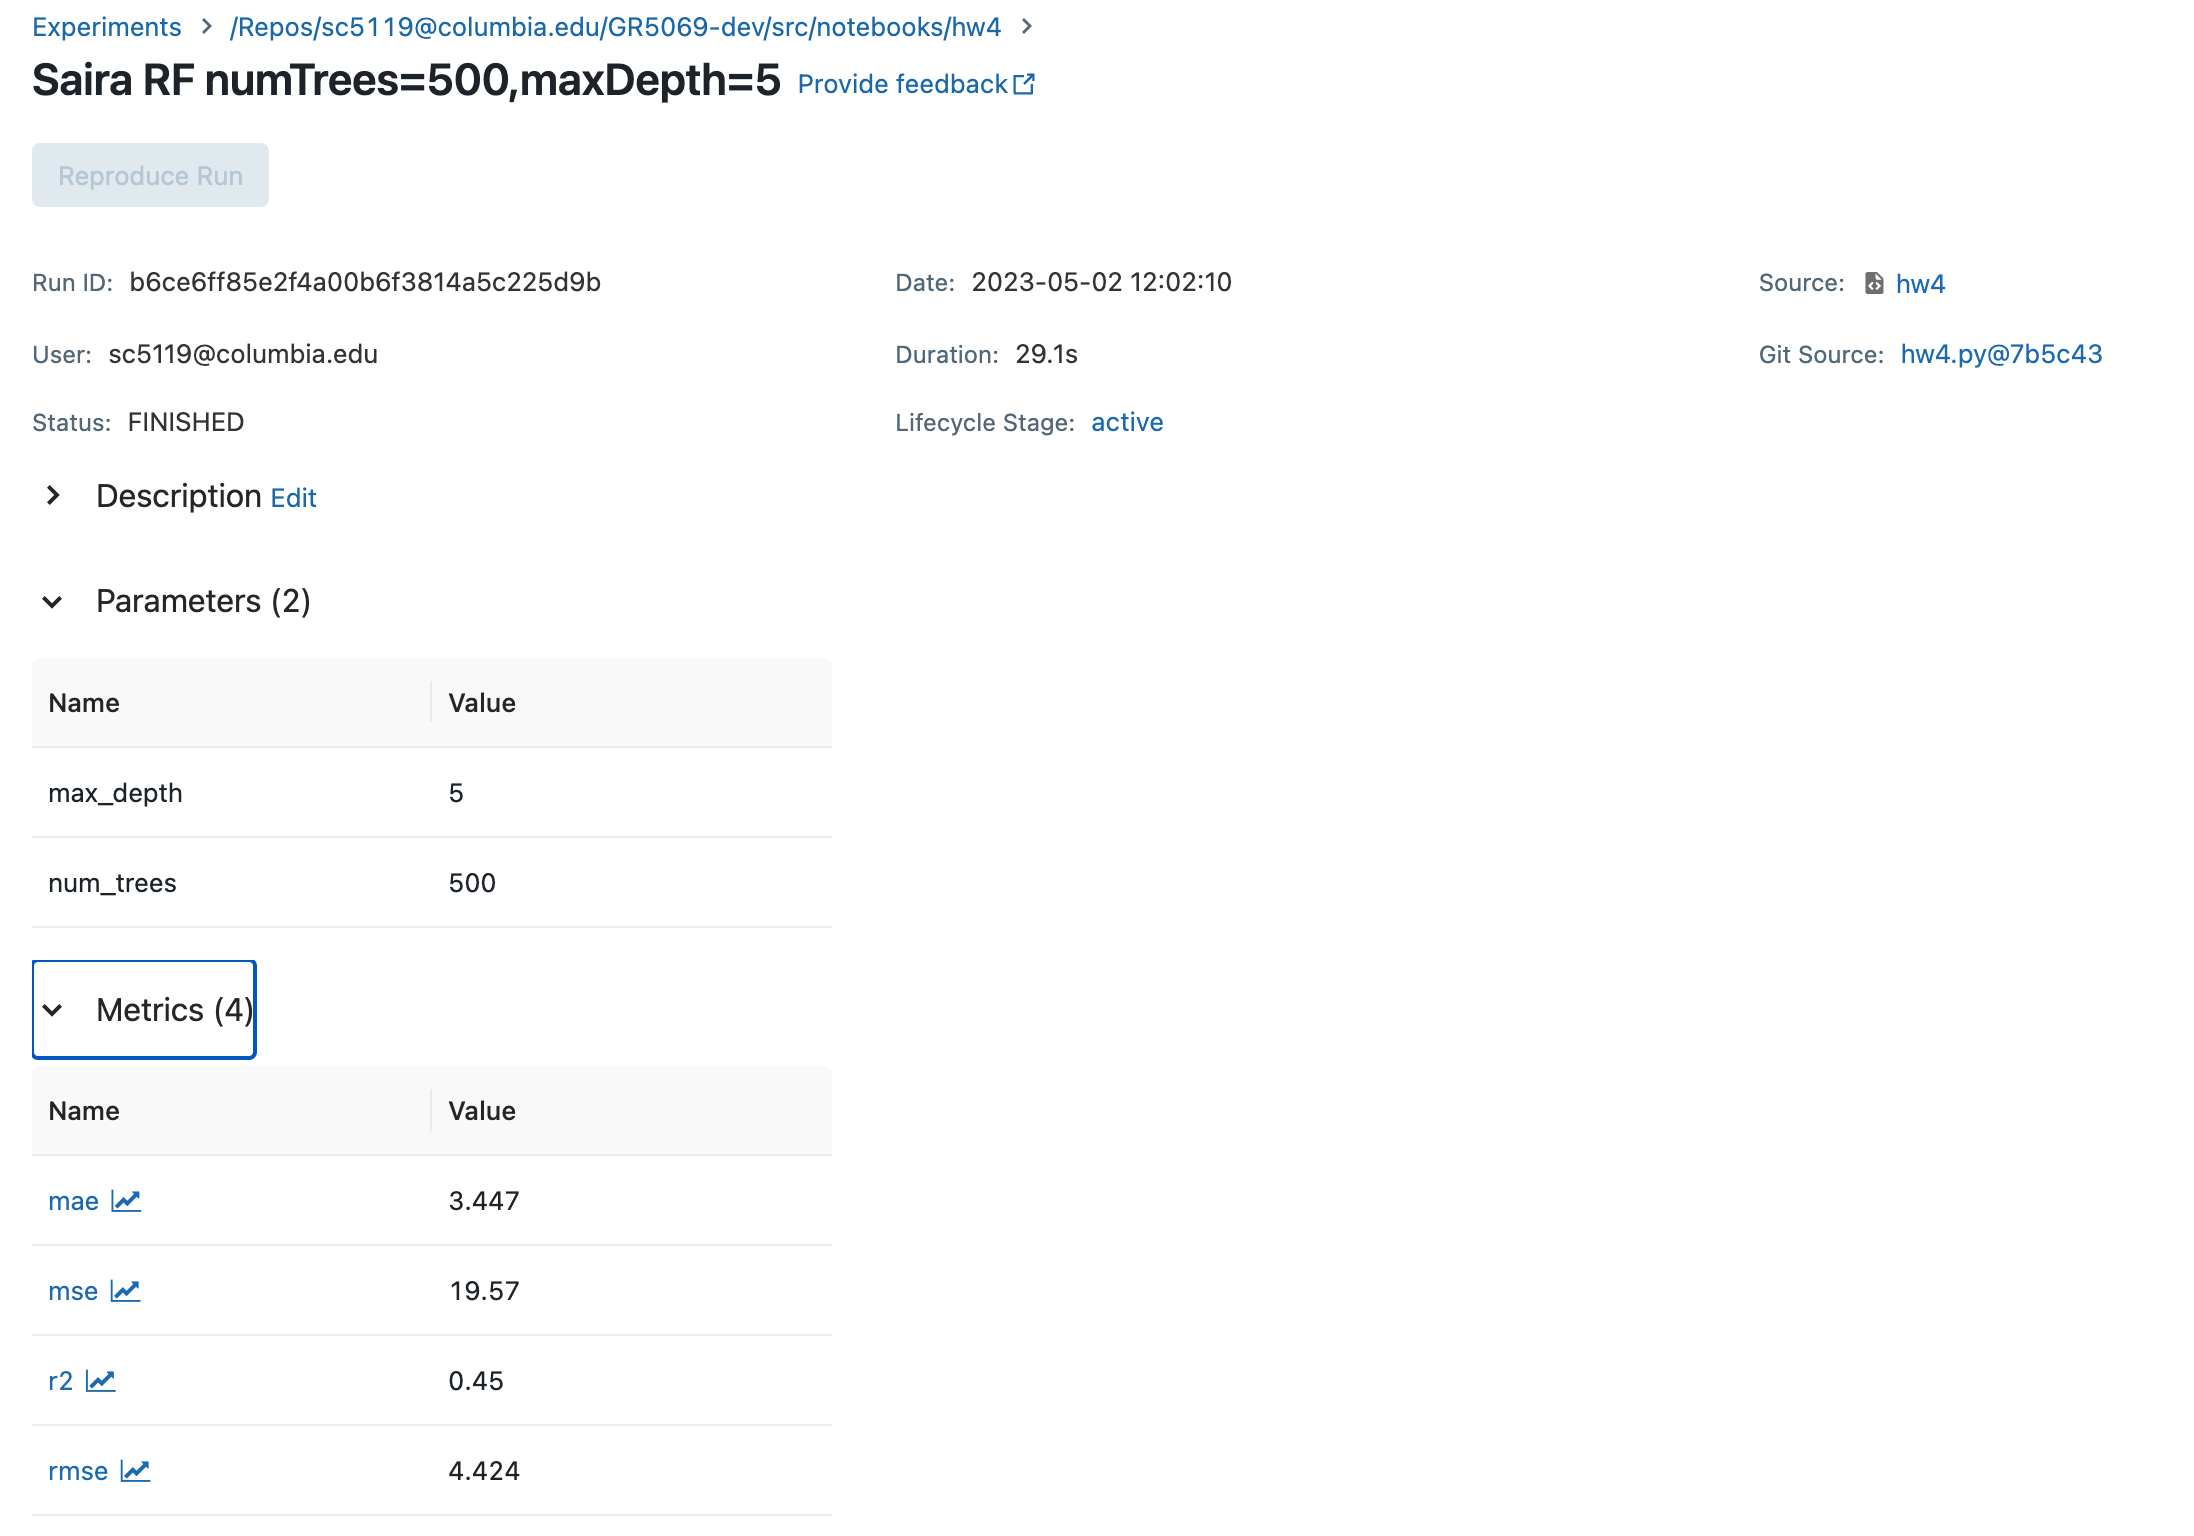 Experiments > /Repos/sc5119@columbia.edu/GR5069-dev/src/notebooks/hw4 >
Saira RF numTrees=500,maxDepth=5 Provide feedback
Reproduce Run
Run ID: b6ce6ff85e2f4a00b6f3814a5c225d9b Date: 2023-05-02 12:02:10 Source: hw4
User: sc5119@columbia.edu Duration: 29.1s Git Source: hw4.py@7b5c43
Status: FINISHED Lifecycle Stage: active
Description Edit
Parameters (2)
Name Value
max_depth 5
num_trees 500
Metrics (4)
Name Value
mae 3.447
mse 19.57
r2 0.45
rmse 4.424